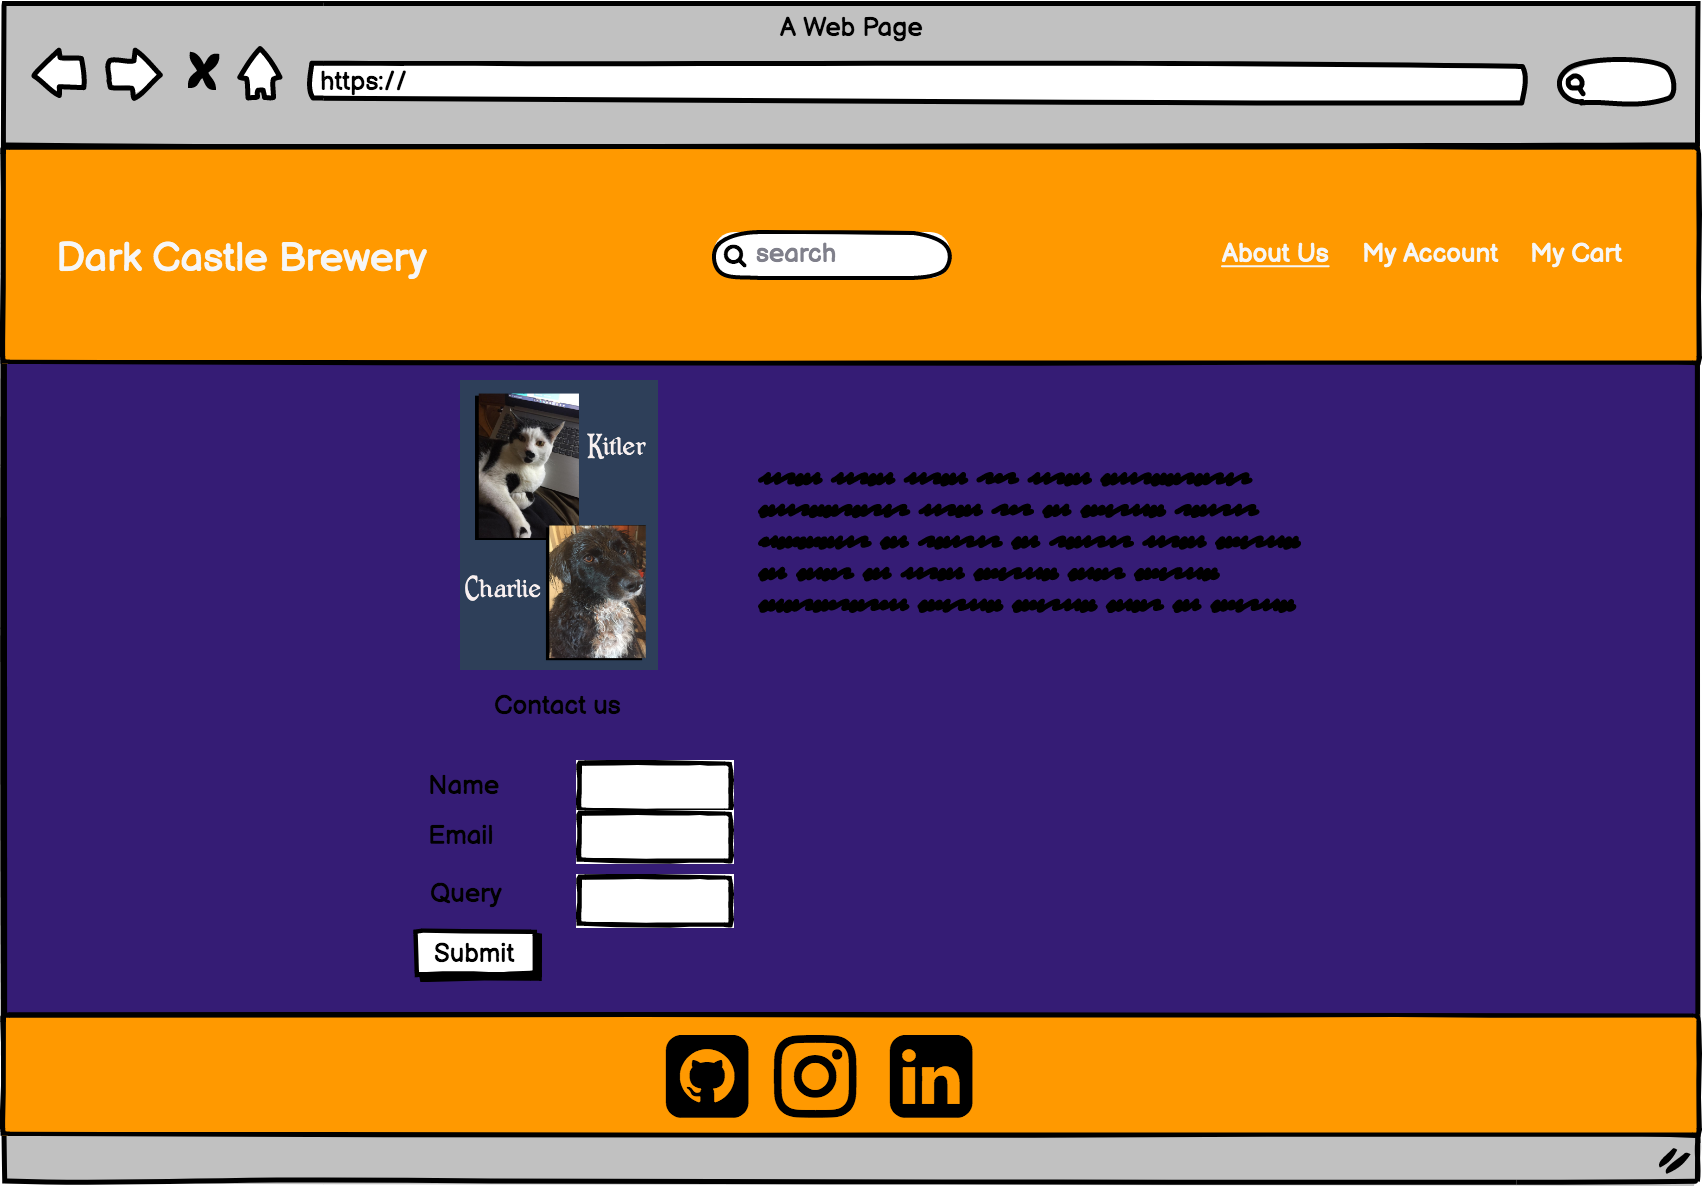 A Web Page
https://
Dark Castle Brewery
search
About Us
My Account
My Cart
Kitler
Charlie
Contact us
Name
Email
Query
Submit
in